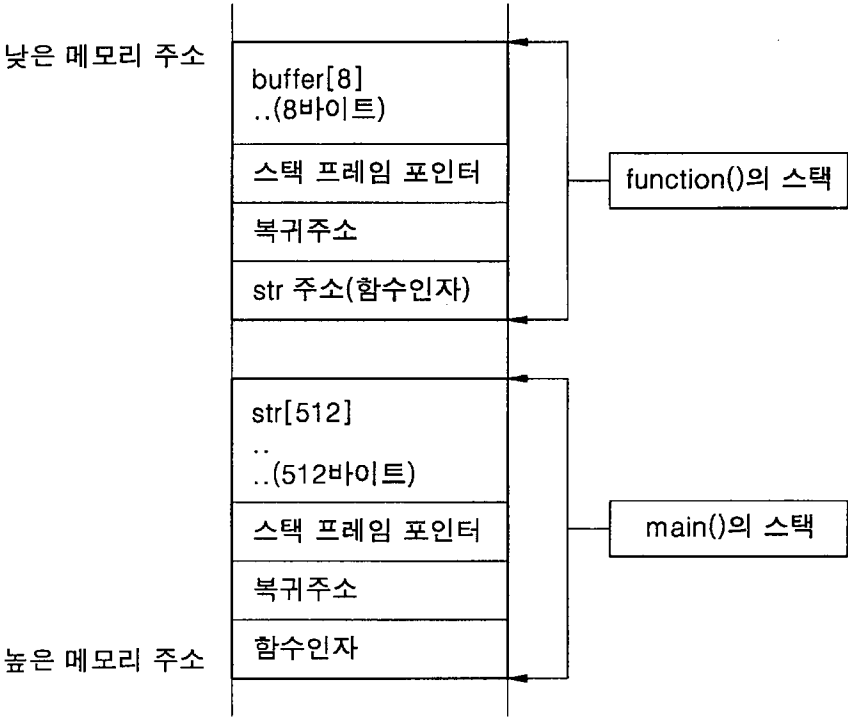 낮은 메모리 주소
buffer[8]
..(8바이트)
스택 프레임 포인터
function()의 스택
복귀주소
str 주소(함수인자)
str[512]
..
..(512바이트)
스택 프레임 포인터
main()의 스택
복귀주소
함수인자
높은 메모리 주소